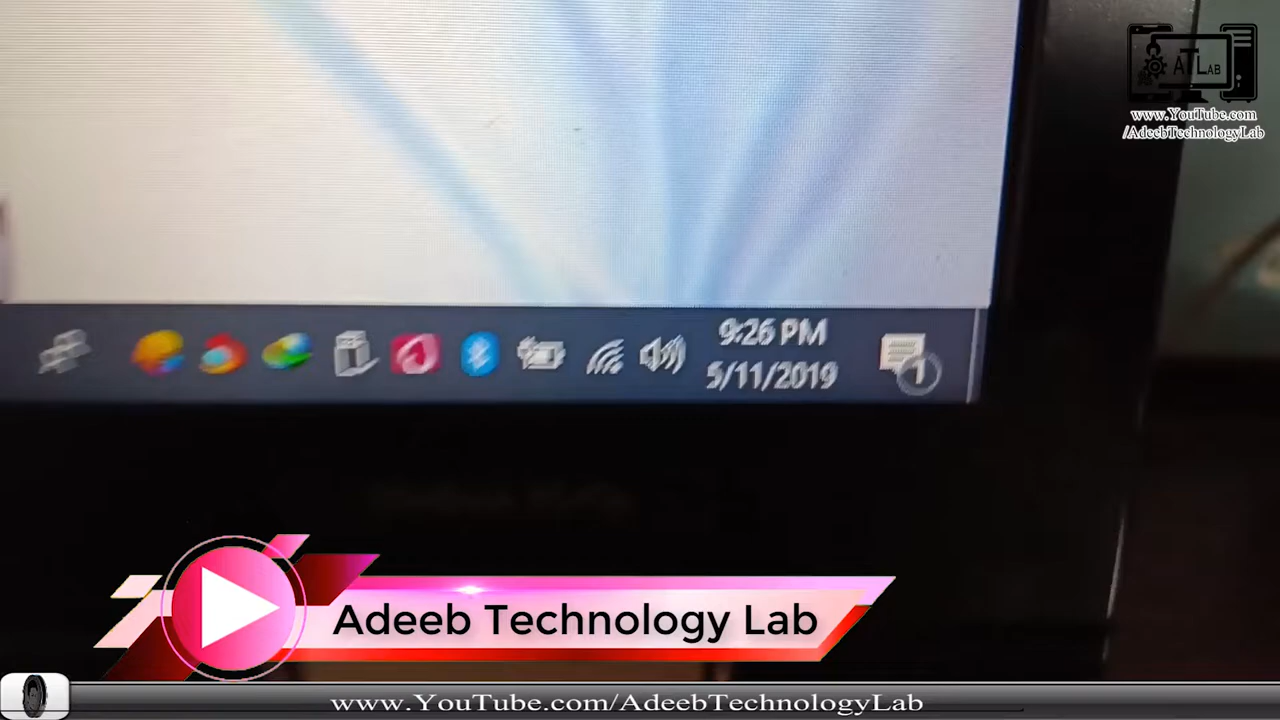 ATLAB
www.YouTube.com
/AdeebTechnologyLab
9:26 PM
5/11/2019
1
Adeeb Technology Lab
www.YouTube.com/AdeebTechnologyLab